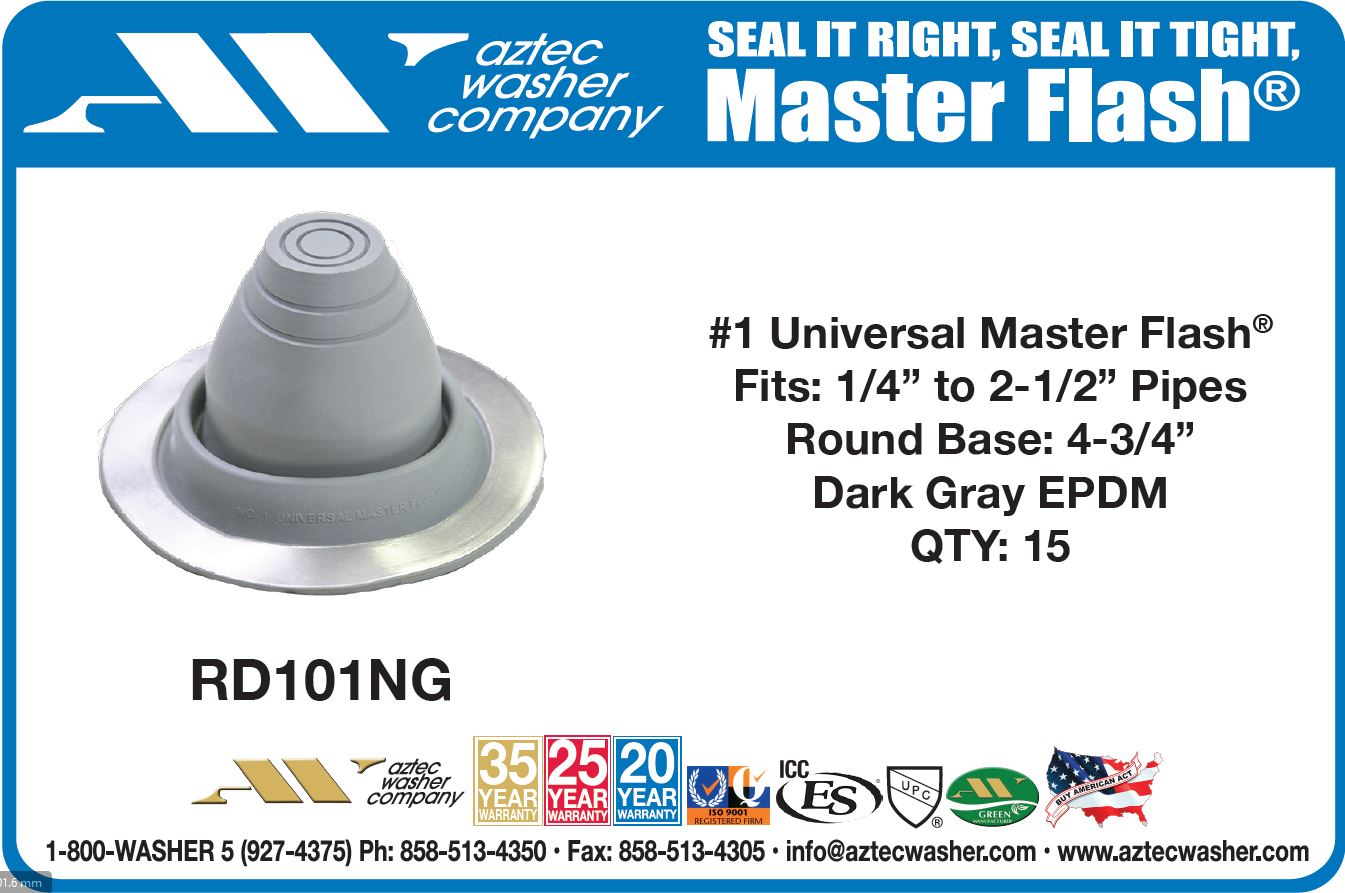 aztec
washer
company
SEAL IT RIGHT, SEAL IT TIGHT,
Master Flash®
#1 Universal Master Flash®
Fits: 1/4” to 2-1/2” Pipes
Round Base: 4-3/4”
Dark Gray EPDM
QTY: 15
NO. 1 UNIVERSAL MASTER FLASH
RD101NG
aztec
washer
company
35
YEAR
WARRANTY
25
YEAR
WARRANTY
20
YEAR
WARRANTY
Q
ISO 9001
REGISTERED FIRM
ICC
ES
UPC
®
GREEN
MANUFACTURER
BUY AMERICAN ACT
1-800-WASHER 5 (927-4375) Ph: 858-513-4350 • Fax: 858-513-4305 • info@aztecwasher.com • www.aztecwasher.com
01.6 mm